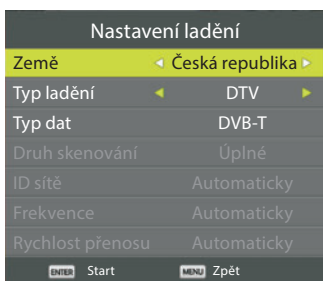 Nastavení ladění
Země Česká republika
Typ ladění DTV
Typ dat DVB-T
Druh skenování Úplné
ID sítě Automaticky
Frekvence Automaticky
Rychlost přenosu Automaticky
ENTER Start MENU Zpět